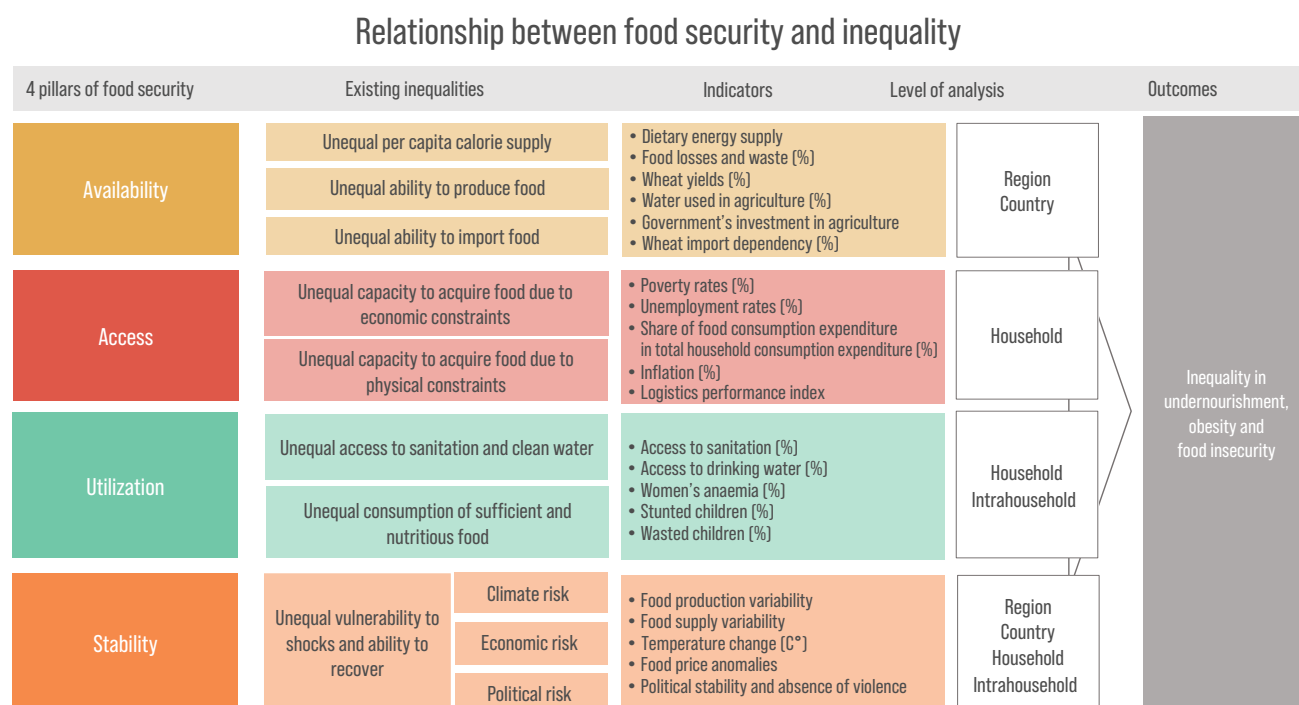 Relationship between food security and inequality
4 pillars of food security
Existing inequalities
Indicators
Level of analysis
Outcomes
Availability
Unequal per capita calorie supply
Unequal ability to produce food
Unequal ability to import food
• Dietary energy supply
• Food losses and waste (%)
• Wheat yields (%)
• Water used in agriculture (%)
• Government's investment in agriculture
• Wheat import dependency (%)
Region
Country
Access
Unequal capacity to acquire food due to
economic constraints
Unequal capacity to acquire food due to
physical constraints
• Poverty rates (%)
• Unemployment rates (%)
• Share of food consumption expenditure
in total household consumption expenditure (%)
• Inflation (%)
• Logistics performance index
Household
Utilization
Unequal access to sanitation and clean water
Unequal consumption of sufficient and
nutritious food
• Access to sanitation (%)
• Access to drinking water (%)
• Women's anaemia (%)
• Stunted children (%)
• Wasted children (%)
Household
Intrahousehold
Stability
Unequal vulnerability to
shocks and ability to
recover
Climate risk
Economic risk
Political risk
• Food production variability
• Food supply variability
• Temperature change (C°)
• Food price anomalies
• Political stability and absence of violence
Region
Country
Household
Intrahousehold
Inequality in
undernourishment,
obesity and
food insecurity